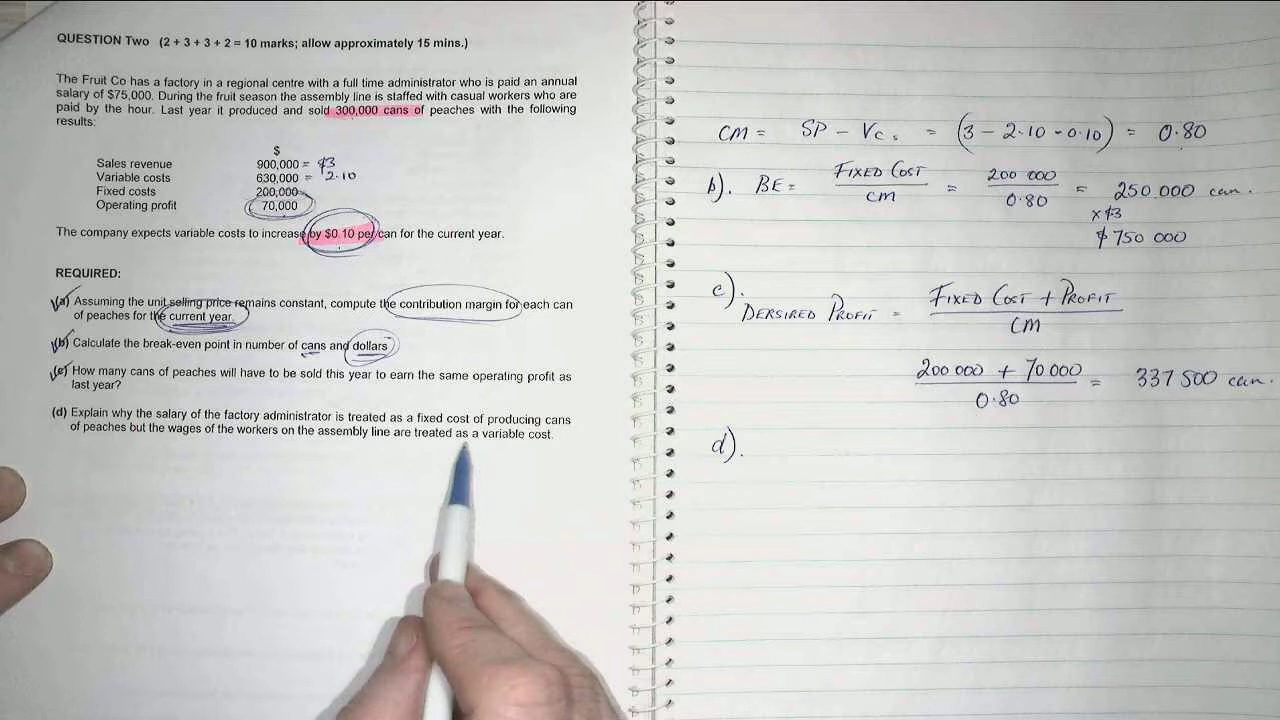 QUESTION Two (2 + 3 + 3 + 2 = 10 marks; allow approximately 15 mins.)
The Fruit Co has a factory in a regional centre with a full time administrator who is paid an annual
salary of $75,000. During the fruit season the assembly line is staffed with casual workers who are
paid by the hour. Last year it produced and sold 300,000 cans of peaches with the following
results:
$
Sales revenue 900,000 = $3
Variable costs 630,000 = 2.10
Fixed costs 200,000
Operating profit 70,000
The company expects variable costs to increase by $0.10 per can for the current year.
REQUIRED:
(a) Assuming the unit selling price remains constant, compute the contribution margin for each can
of peaches for the current year.
(b) Calculate the break-even point in number of cans and dollars
(c) How many cans of peaches will have to be sold this year to earn the same operating profit as
last year?
(d) Explain why the salary of the factory administrator is treated as a fixed cost of producing cans
of peaches but the wages of the workers on the assembly line are treated as a variable cost.
CM = SP - VCs = (3 - 2.10 - 0.10) = 0.80
b). BE = FIXED COST / CM = 200 000 / 0.80 = 250 000 can.
x $3
$ 750 000
c).
DERSIRED PROFIT = FIXED COST + PROFIT / CM
200 000 + 70 000 / 0.80 = 337 500 can.
d).